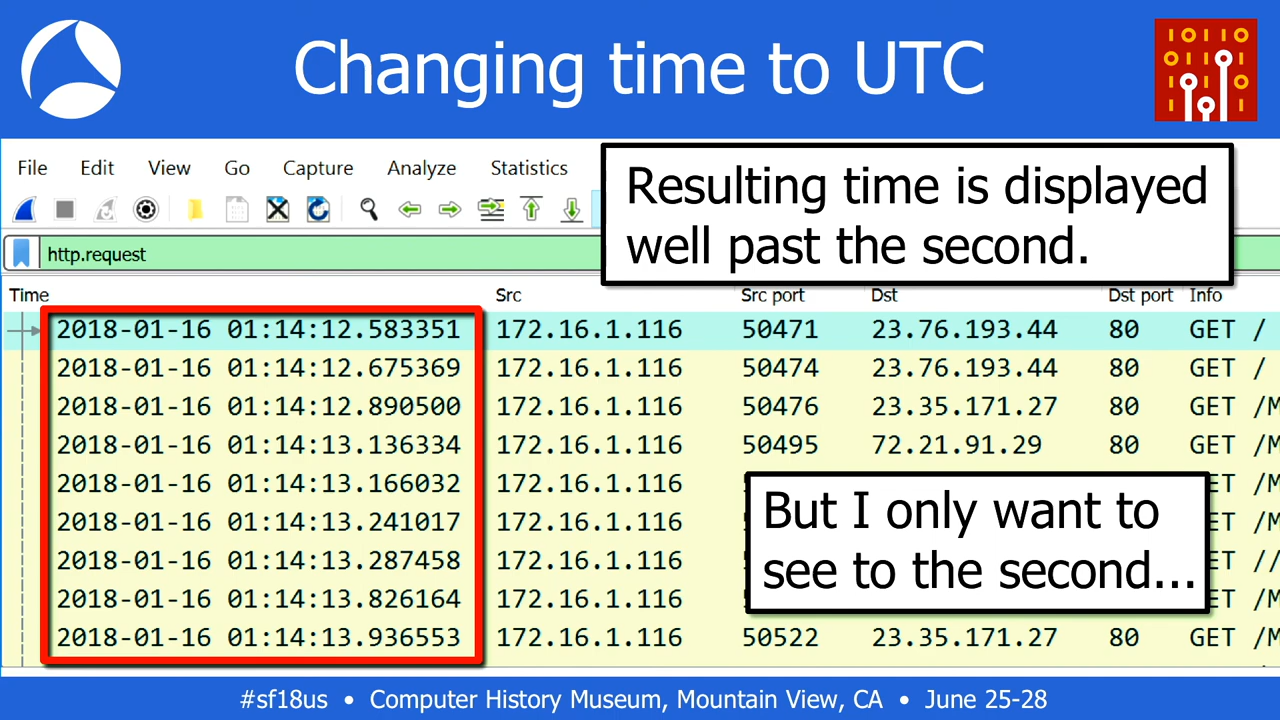 Changing time to UTC
10110
File Edit View Go Capture Analyze Statistics
Resulting time is displayed
well past the second.
http.request
Time Src Src port Dst Dst port Info
2018-01-16 01:14:12.583351 172.16.1.116 50471 23.76.193.44 80 GET /
2018-01-16 01:14:12.675369 172.16.1.116 50474 23.76.193.44 80 GET /
2018-01-16 01:14:12.890500 172.16.1.116 50476 23.35.171.27 80 GET /M
2018-01-16 01:14:13.136334 172.16.1.116 50495 72.21.91.29 80 GET /M
2018-01-16 01:14:13.166032 172.16.1.116 ET /M
2018-01-16 01:14:13.241017 172.16.1.116 ET /M
2018-01-16 01:14:13.287458 172.16.1.116 ET //
2018-01-16 01:14:13.826164 172.16.1.116 ET /M
But I only want to
see to the second...
2018-01-16 01:14:13.936553 172.16.1.116 50522 23.35.171.27 80 GET /M
#sf18us • Computer History Museum, Mountain View, CA • June 25-28